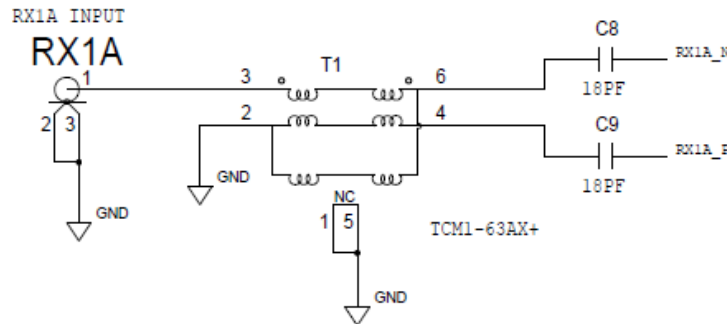 RX1A INPUT
RX1A
1
2 3
GND
3
T1
6
2
4
GND
NC
1 5
GND
TCM1-63AX+
C8
18PF
RX1A_N
C9
18PF